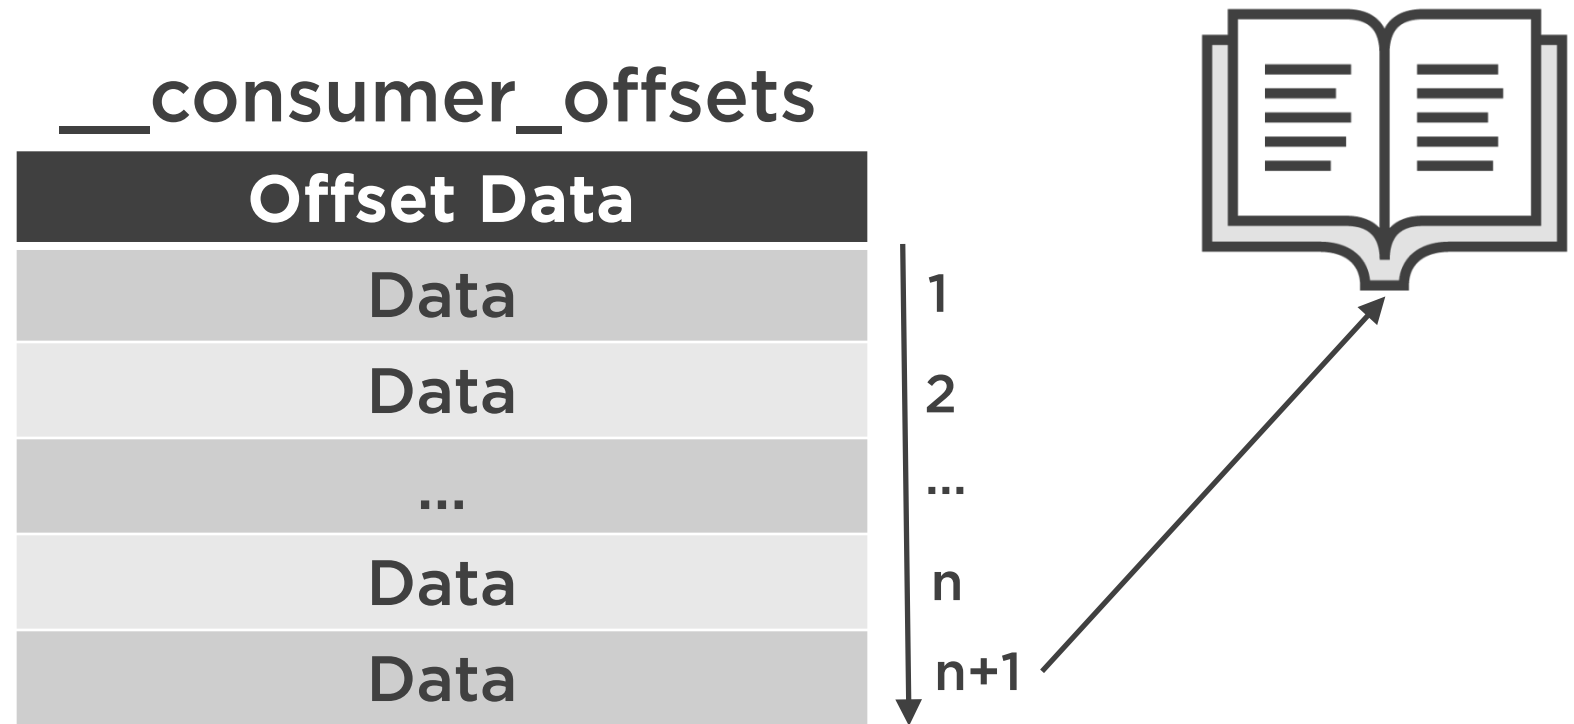 __consumer_offsets
Offset Data
Data 1
Data 2
... ...
Data n
Data n+1